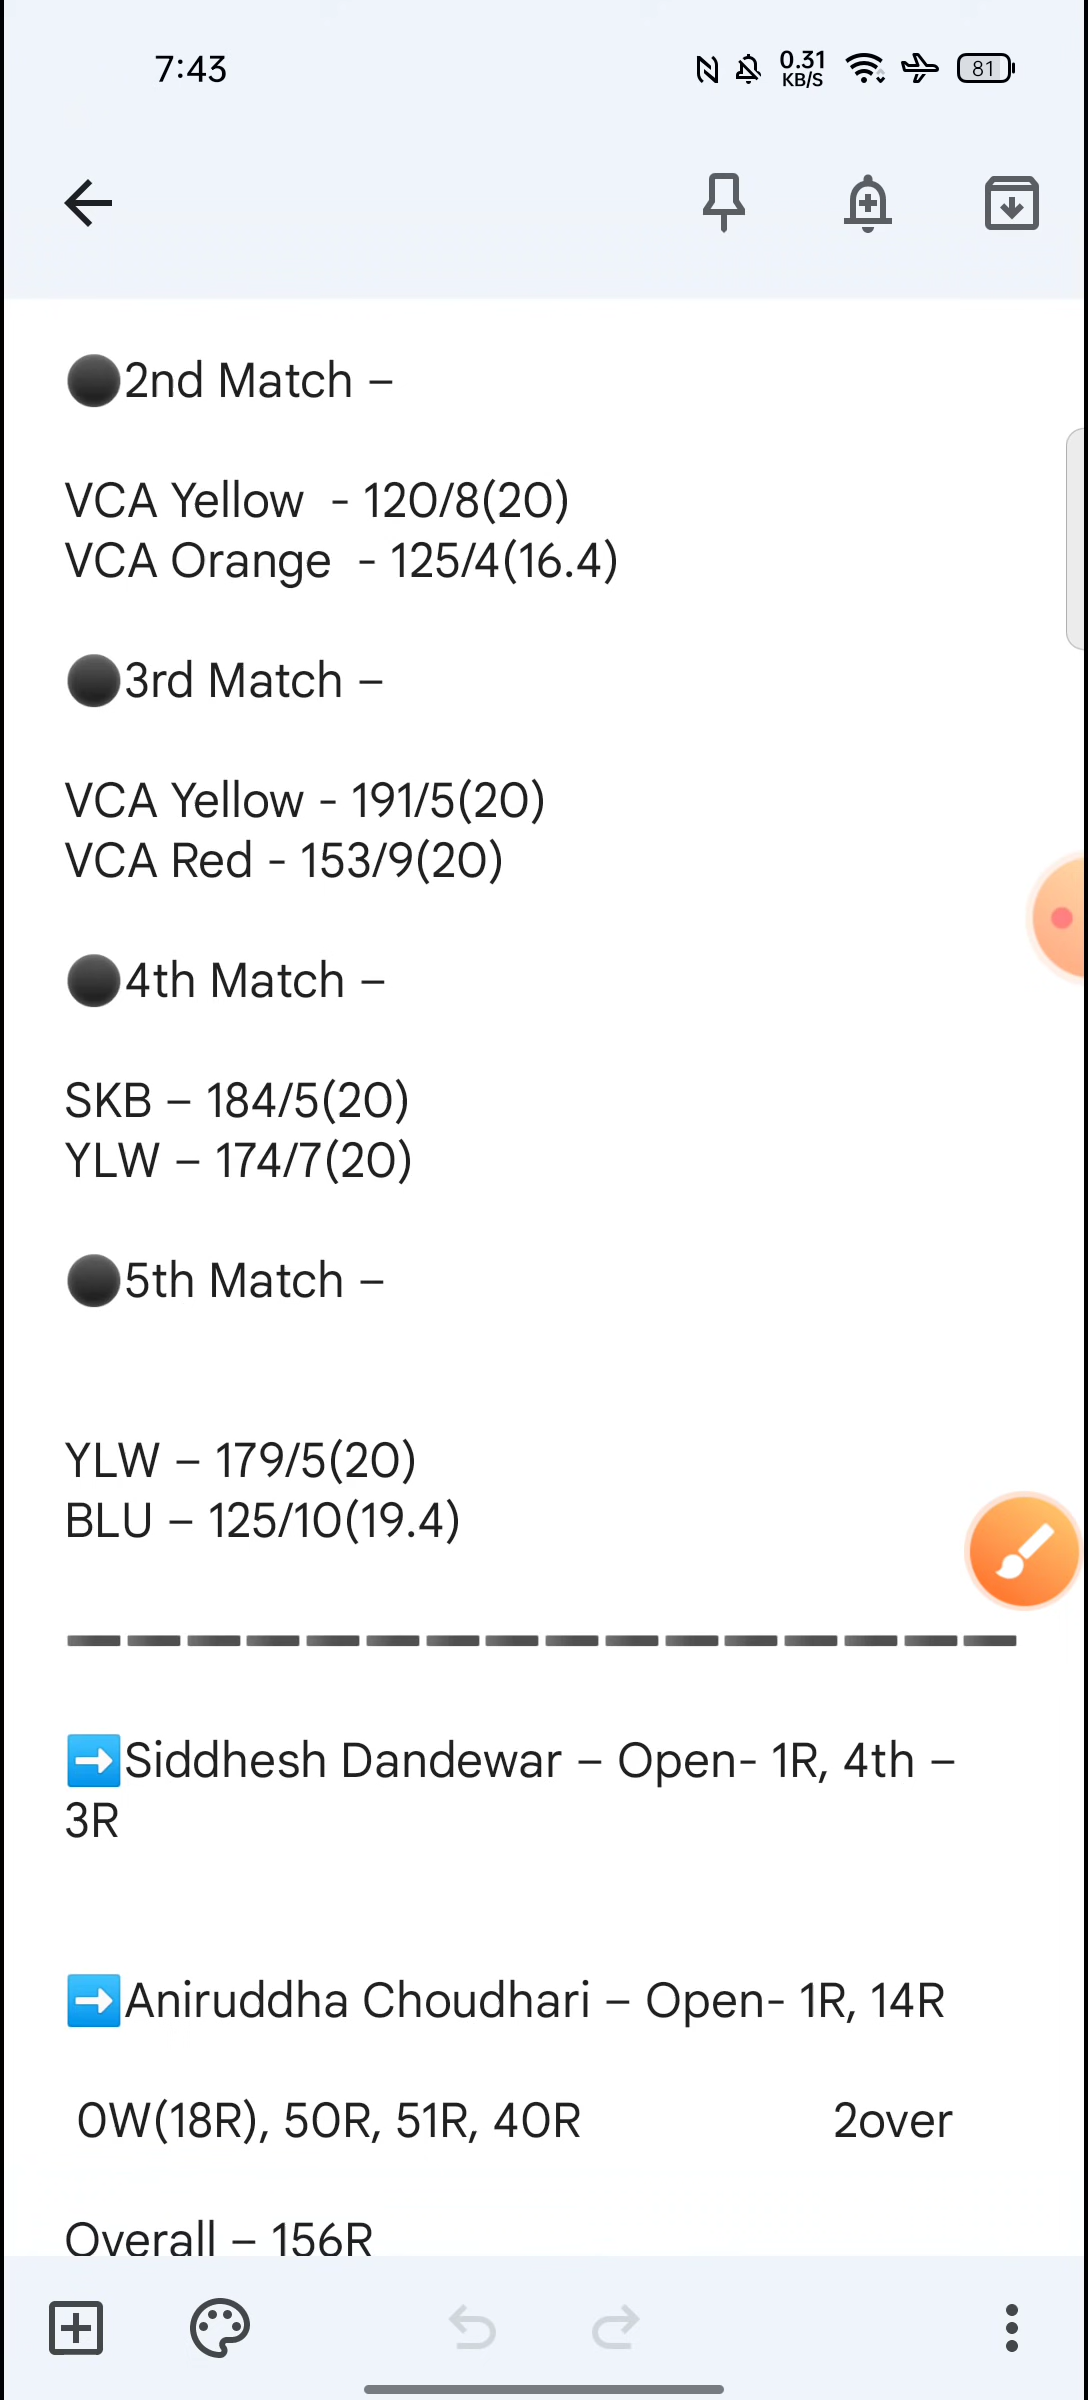 7:43
0.31
KB/S
81
⚫2nd Match –
VCA Yellow - 120/8(20)
VCA Orange - 125/4(16.4)
⚫3rd Match –
VCA Yellow - 191/5(20)
VCA Red - 153/9(20)
⚫4th Match –
SKB – 184/5(20)
YLW – 174/7(20)
⚫5th Match –
YLW – 179/5(20)
BLU – 125/10(19.4)
➡️Siddhesh Dandewar – Open- 1R, 4th –
3R
➡️Aniruddha Choudhari – Open- 1R, 14R
0W(18R), 50R, 51R, 40R 2over
Overall – 156R